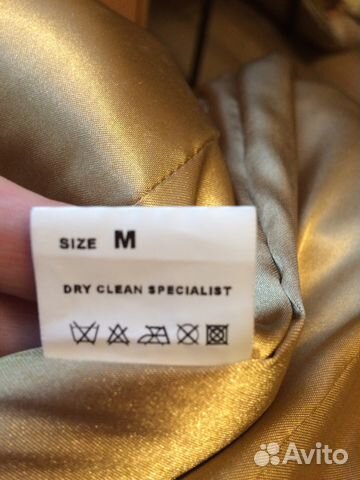 SIZE M
DRY CLEAN SPECIALIST
Avito